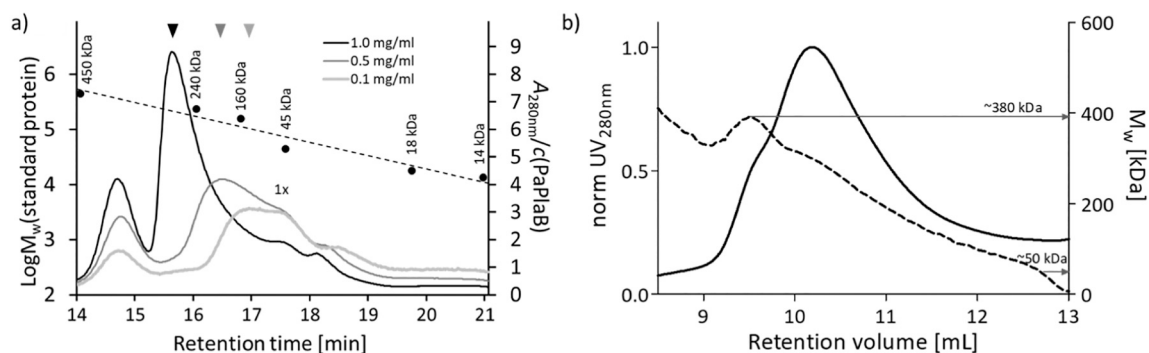 a)
1.0 mg/ml
0.5 mg/ml
0.1 mg/ml
450 kDa
240 kDa
160 kDa
45 kDa
18 kDa
14 kDa
1x
LogMw(standard protein)
6
5
4
3
2
A280nm/c(PaPlaB)
9
8
7
6
5
4
3
2
1
0
14 15 16 17 18 19 20 21
Retention time [min]
b)
norm UV280nm
1.0
0.5
0.0
~380 kDa
~50 kDa
Mw [kDa]
600
400
200
0
9 10 11 12 13
Retention volume [mL]